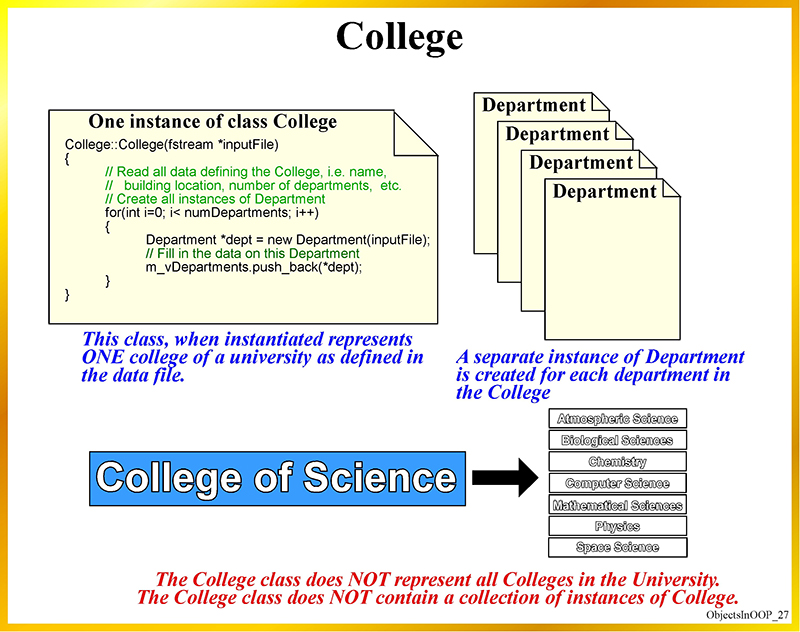 College
One instance of class College
College::College(fstream *inputFile)
{
// Read all data defining the College, i.e. name,
//   building location, number of departments,  etc.
// Create all instances of Department
for(int i=0; i< numDepartments; i++)
{
Department *dept = new Department(inputFile);
// Fill in the data on this Department
m_vDepartments.push_back(*dept);
}
}
This class, when instantiated represents
ONE college of a university as defined in
the data file.
Department
Department
Department
Department
A separate instance of Department
is created for each department in
the College
College of Science
Atmospheric Science
Biological Sciences
Chemistry
Computer Science
Mathematical Sciences
Physics
Space Science
The College class does NOT represent all Colleges in the University.
The College class does NOT contain a collection of instances of College.
ObjectsInOOP_27